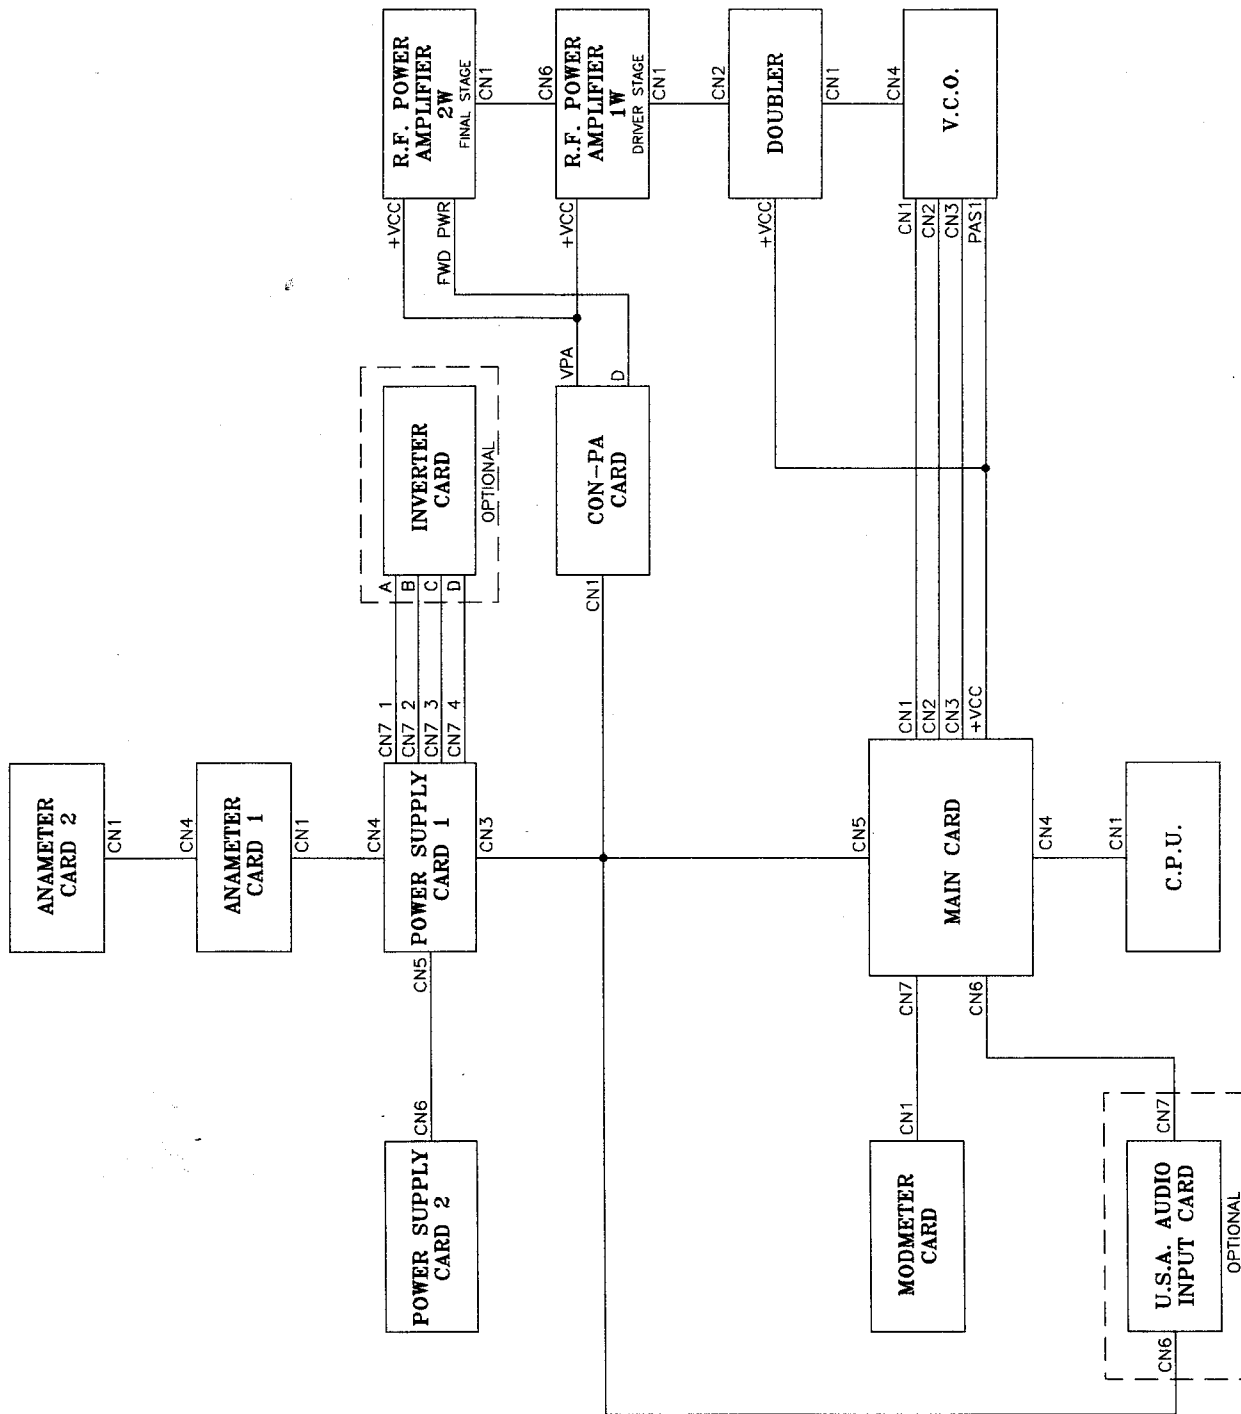 ANAMETER
CARD 2
CN1
CN4
ANAMETER
CARD 1
CN1
CN4
POWER SUPPLY
CARD 1
CN3
CN5
CN6
POWER SUPPLY
CARD 2
CN7 1
CN7 2
CN7 3
CN7 4
A
B
C
D
INVERTER
CARD
OPTIONAL
R.F. POWER
AMPLIFIER
2W
FINAL STAGE
CN1
+VCC
FWD PWR
CN6
R.F. POWER
AMPLIFIER
1W
DRIVER STAGE
CN1
+VCC
VPA
D
CON-PA
CARD
CN1
CN2
DOUBLER
CN1
+VCC
CN4
V.C.O.
CN1
CN2
CN3
PAS1
CN1
CN2
CN3
+VCC
CN5
MAIN CARD
CN4
CN7
CN6
CN1
C.P.U.
CN1
MODMETER
CARD
CN7
U.S.A. AUDIO
INPUT CARD
CN6
OPTIONAL